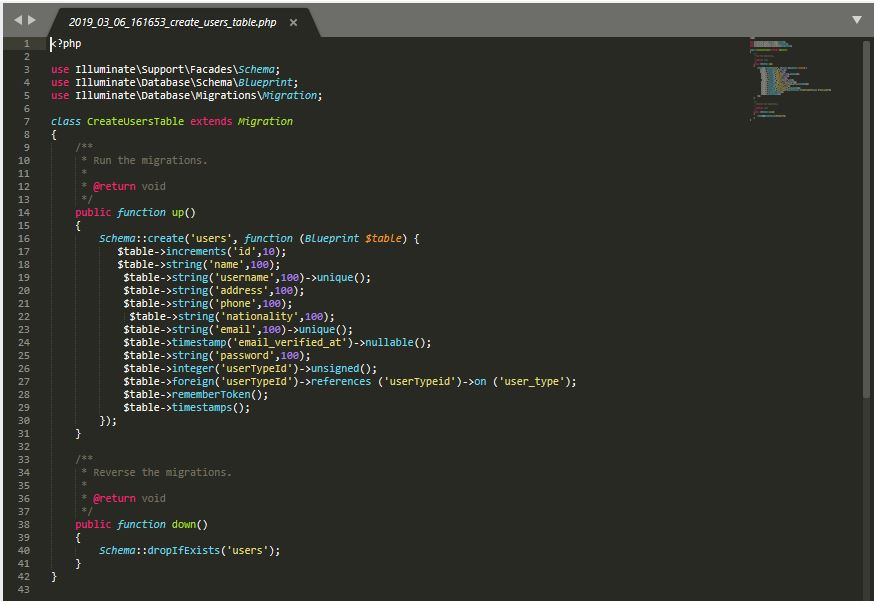 2019_03_06_161653_create_users_table.php ×
1 <?php
2
3 use Illuminate\Support\Facades\Schema;
4 use Illuminate\Database\Schema\Blueprint;
5 use Illuminate\Database\Migrations\Migration;
6
7 class CreateUsersTable extends Migration
8 {
9     /**
10      * Run the migrations.
11      *
12      * @return void
13      */
14     public function up()
15     {
16         Schema::create('users', function (Blueprint $table) {
17            $table->increments('id',10);
18            $table->string('name',100);
19             $table->string('username',100)->unique();
20             $table->string('address',100);
21             $table->string('phone',100);
22              $table->string('nationality',100);
23             $table->string('email',100)->unique();
24             $table->timestamp('email_verified_at')->nullable();
25             $table->string('password',100);
26             $table->integer('userTypeId')->unsigned();
27             $table->foreign('userTypeId')->references ('userTypeid')->on ('user_type');
28             $table->rememberToken();
29             $table->timestamps();
30         });
31     }
32
33     /**
34      * Reverse the migrations.
35      *
36      * @return void
37      */
38     public function down()
39     {
40         Schema::dropIfExists('users');
41     }
42 }
43